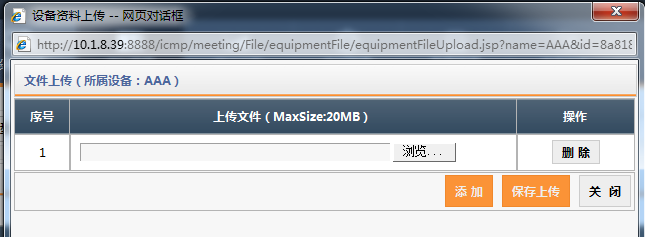 设备资料上传 -- 网页对话框
http://10.1.8.39:8888/icmp/meeting/File/equipmentFile/equipmentFileUpload.jsp?name=AAA&id=8a818
文件上传（所属设备：AAA）
序号 上传文件（MaxSize:20MB） 操作
1 浏览... 删 除
添 加 保存上传 关 闭